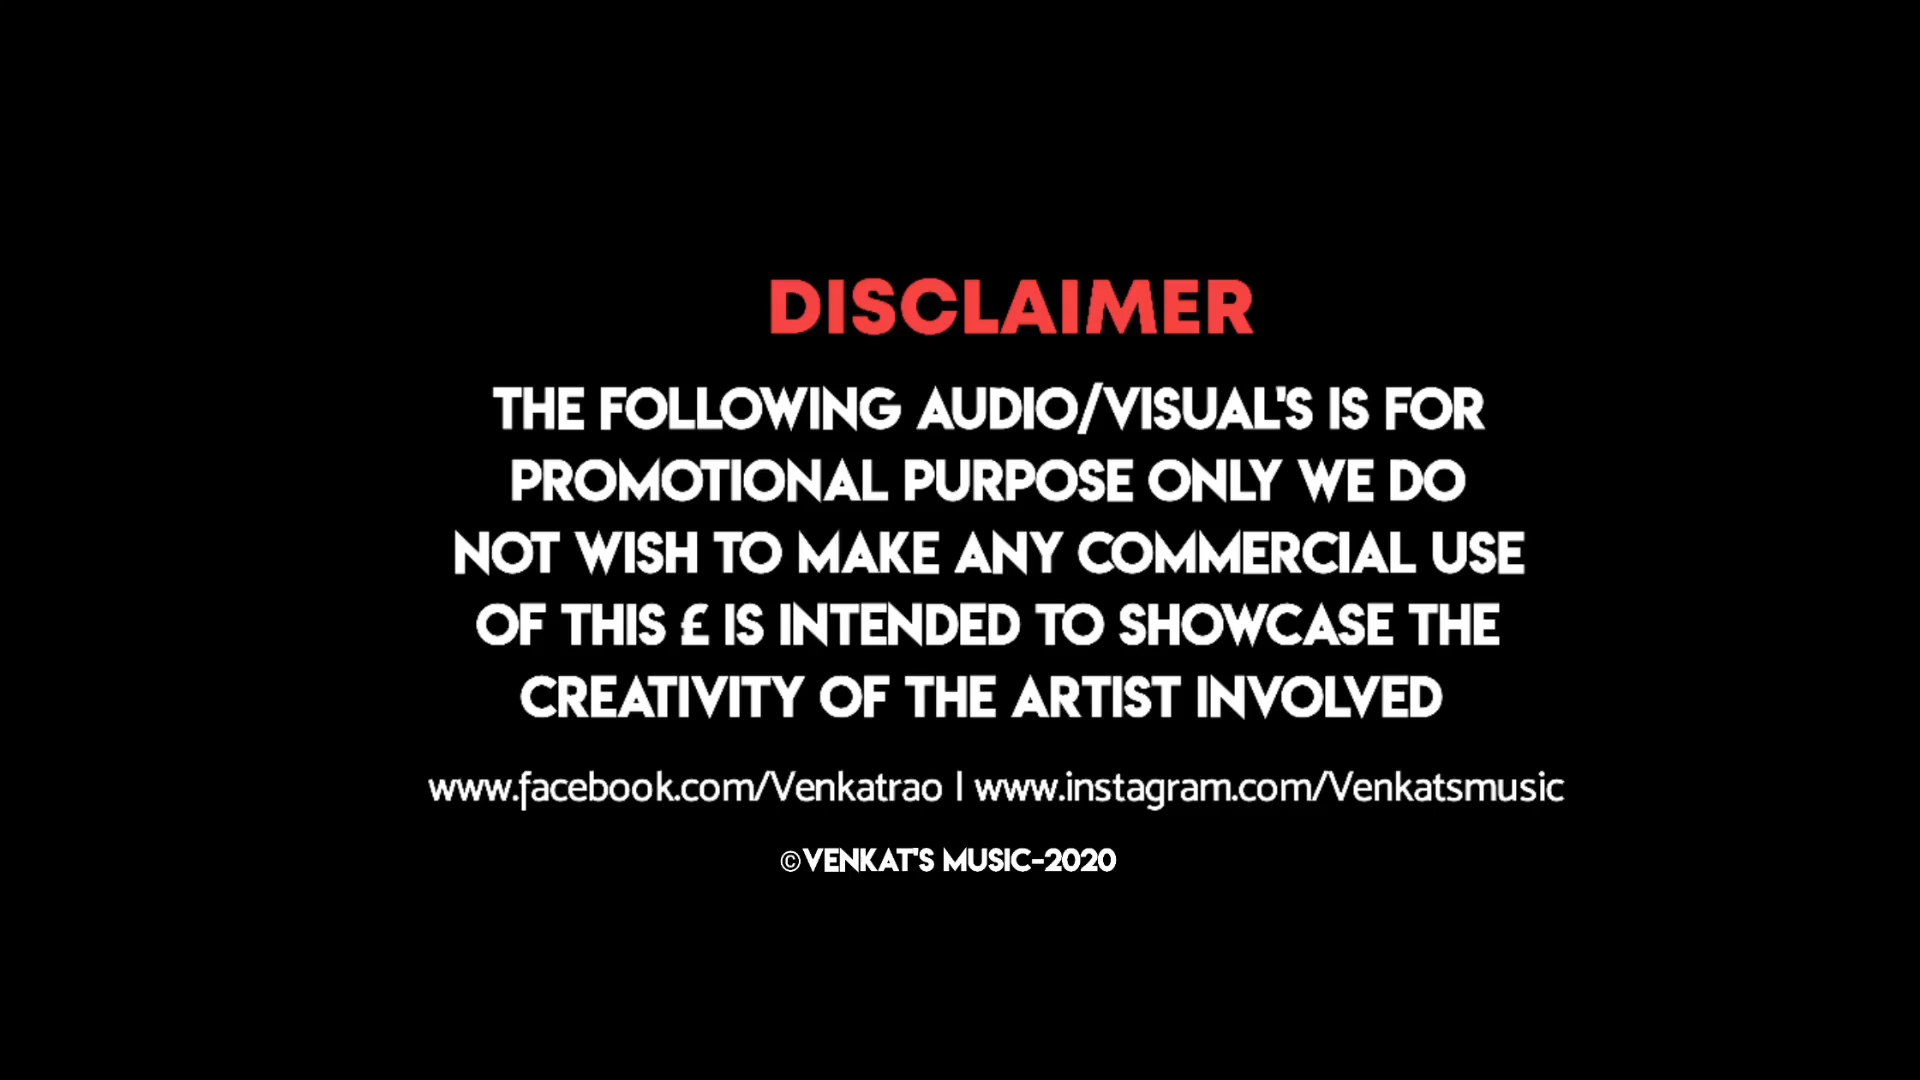 DISCLAIMER
THE FOLLOWING AUDIO/VISUAL'S IS FOR
PROMOTIONAL PURPOSE ONLY WE DO
NOT WISH TO MAKE ANY COMMERCIAL USE
OF THIS £ IS INTENDED TO SHOWCASE THE
CREATIVITY OF THE ARTIST INVOLVED
www.facebook.com/Venkatrao | www.instagram.com/Venkatsmusic
©VENKAT'S MUSIC-2020